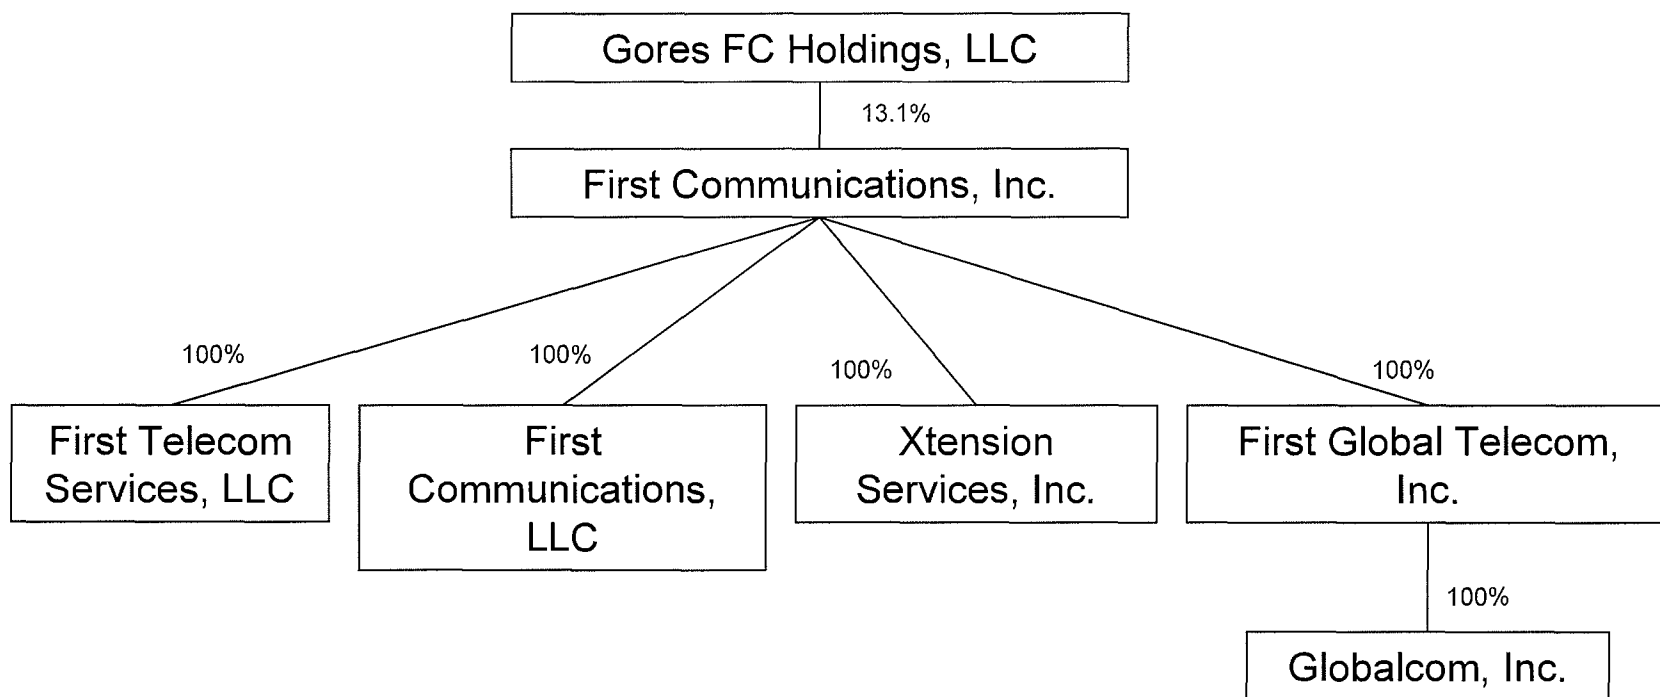 Gores FC Holdings, LLC
13.1%
First Communications, Inc.
100%
100%
100%
100%
First Telecom
Services, LLC
First
Communications,
LLC
Xtension
Services, Inc.
First Global Telecom,
Inc.
100%
Globalcom, Inc.